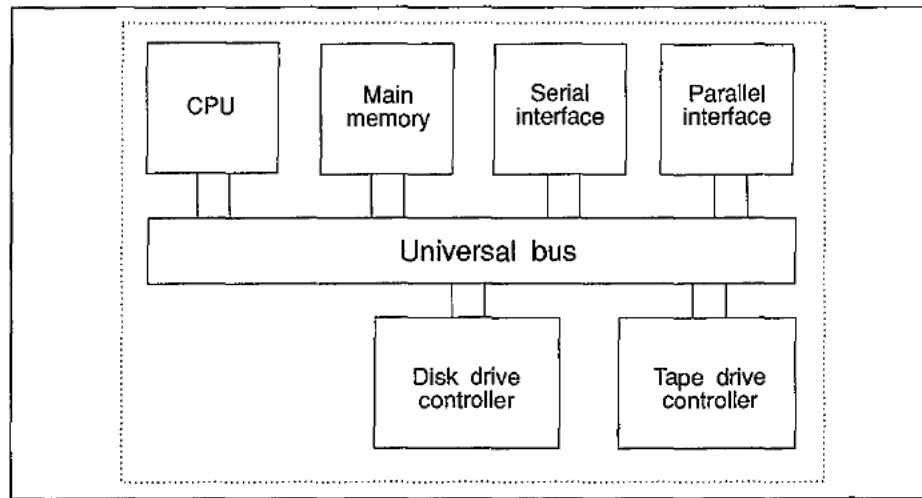 CPU
Main
memory
Serial
interface
Parallel
interface
Universal bus
Disk drive
controller
Tape drive
controller